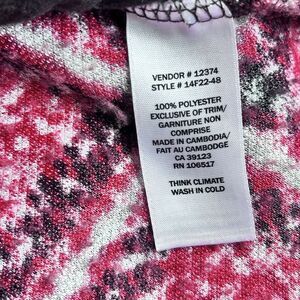 VENDOR # 12374
STYLE # 14F22-48
100% POLYESTER
EXCLUSIVE OF TRIM/
GARNITURE NON
COMPRISE
MADE IN CAMBODIA/
FAIT AU CAMBODGE
CA 39123
RN 106517
THINK CLIMATE
WASH IN COLD